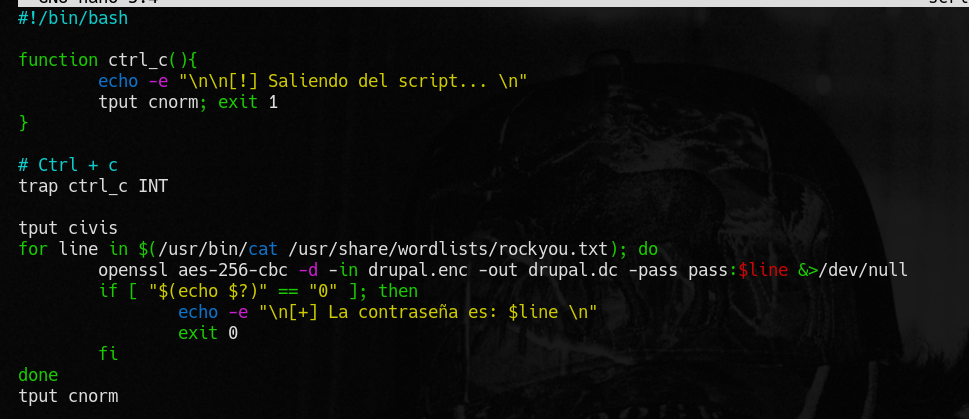 #!/bin/bash

function ctrl_c(){
        echo -e "\n\n[!] Saliendo del script... \n"
        tput cnorm; exit 1
}

# Ctrl + c
trap ctrl_c INT

tput civis
for line in $(/usr/bin/cat /usr/share/wordlists/rockyou.txt); do
        openssl aes-256-cbc -d -in drupal.enc -out drupal.dc -pass pass:$line &>/dev/null
        if [ "$(echo $?)" == "0" ]; then
                echo -e "\n[+] La contraseña es: $line \n"
                exit 0
        fi
done
tput cnorm